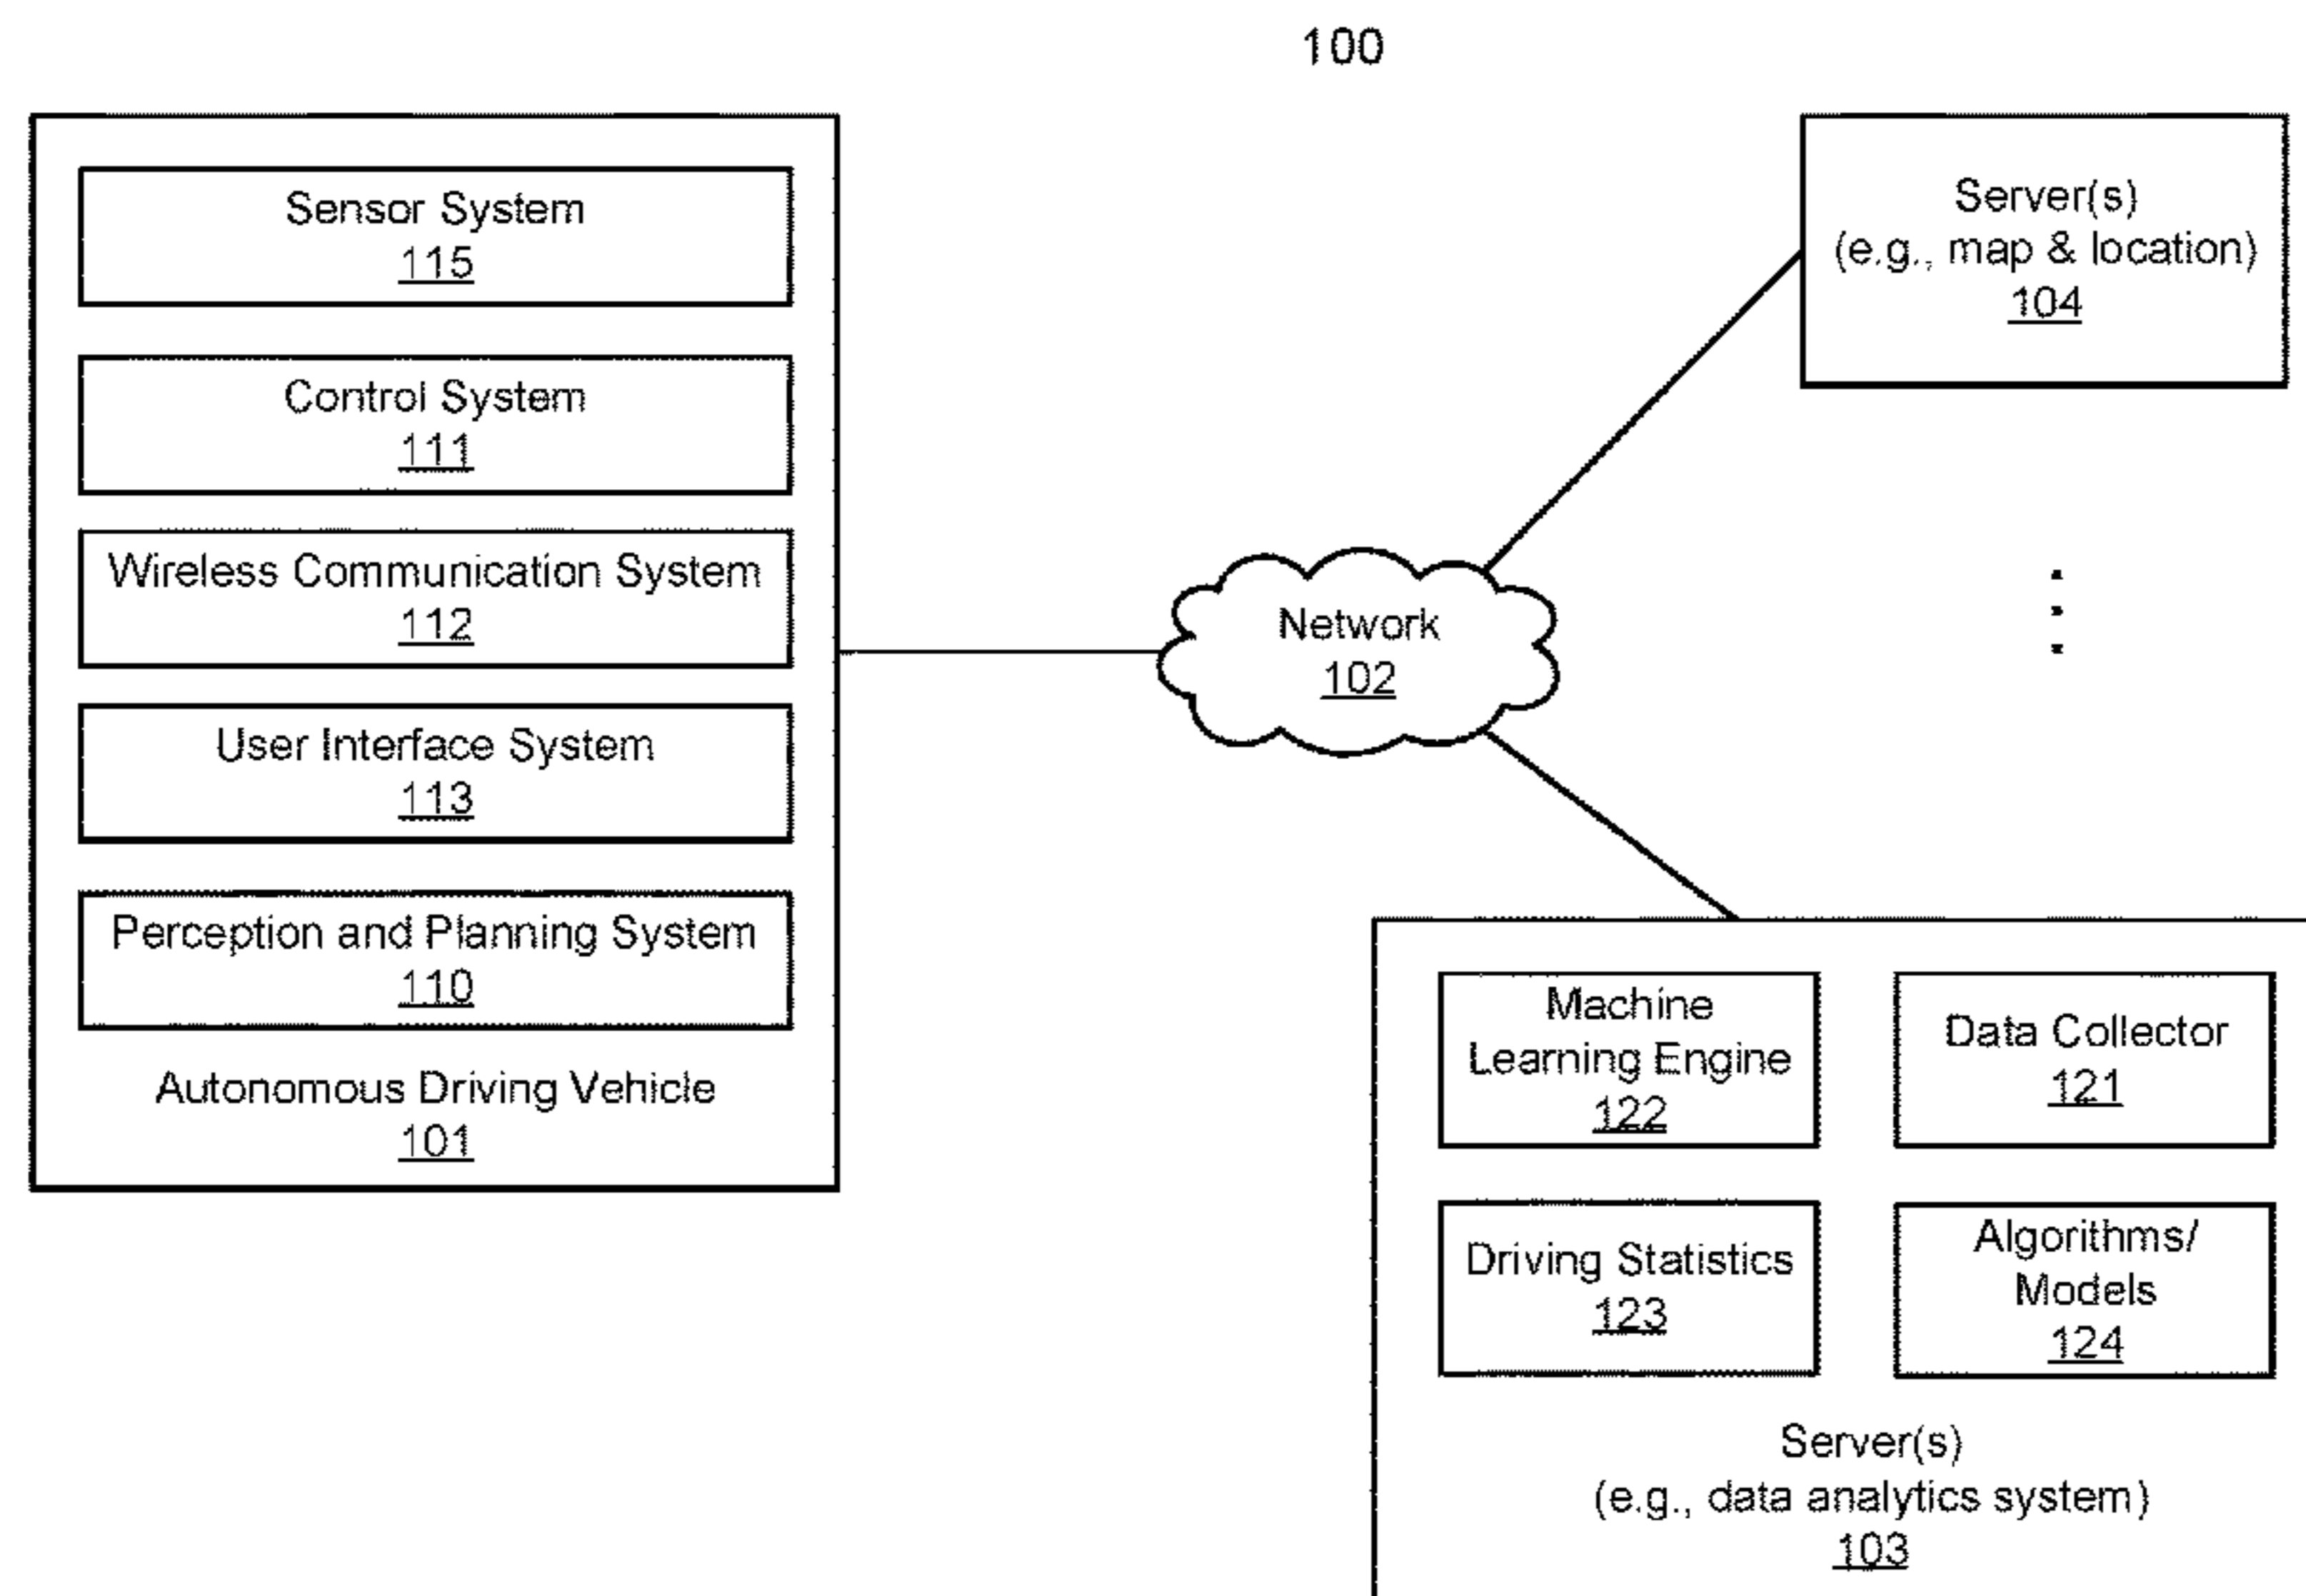 100
Sensor System
115
Control System
111
Wireless Communication System
112
User Interface System
113
Perception and Planning System
110
Autonomous Driving Vehicle
101
Network
102
Server(s)
(e.g., map & location)
104
Machine
Learning Engine
122
Data Collector
121
Driving Statistics
123
Algorithms/
Models
124
Server(s)
(e.g., data analytics system)
103